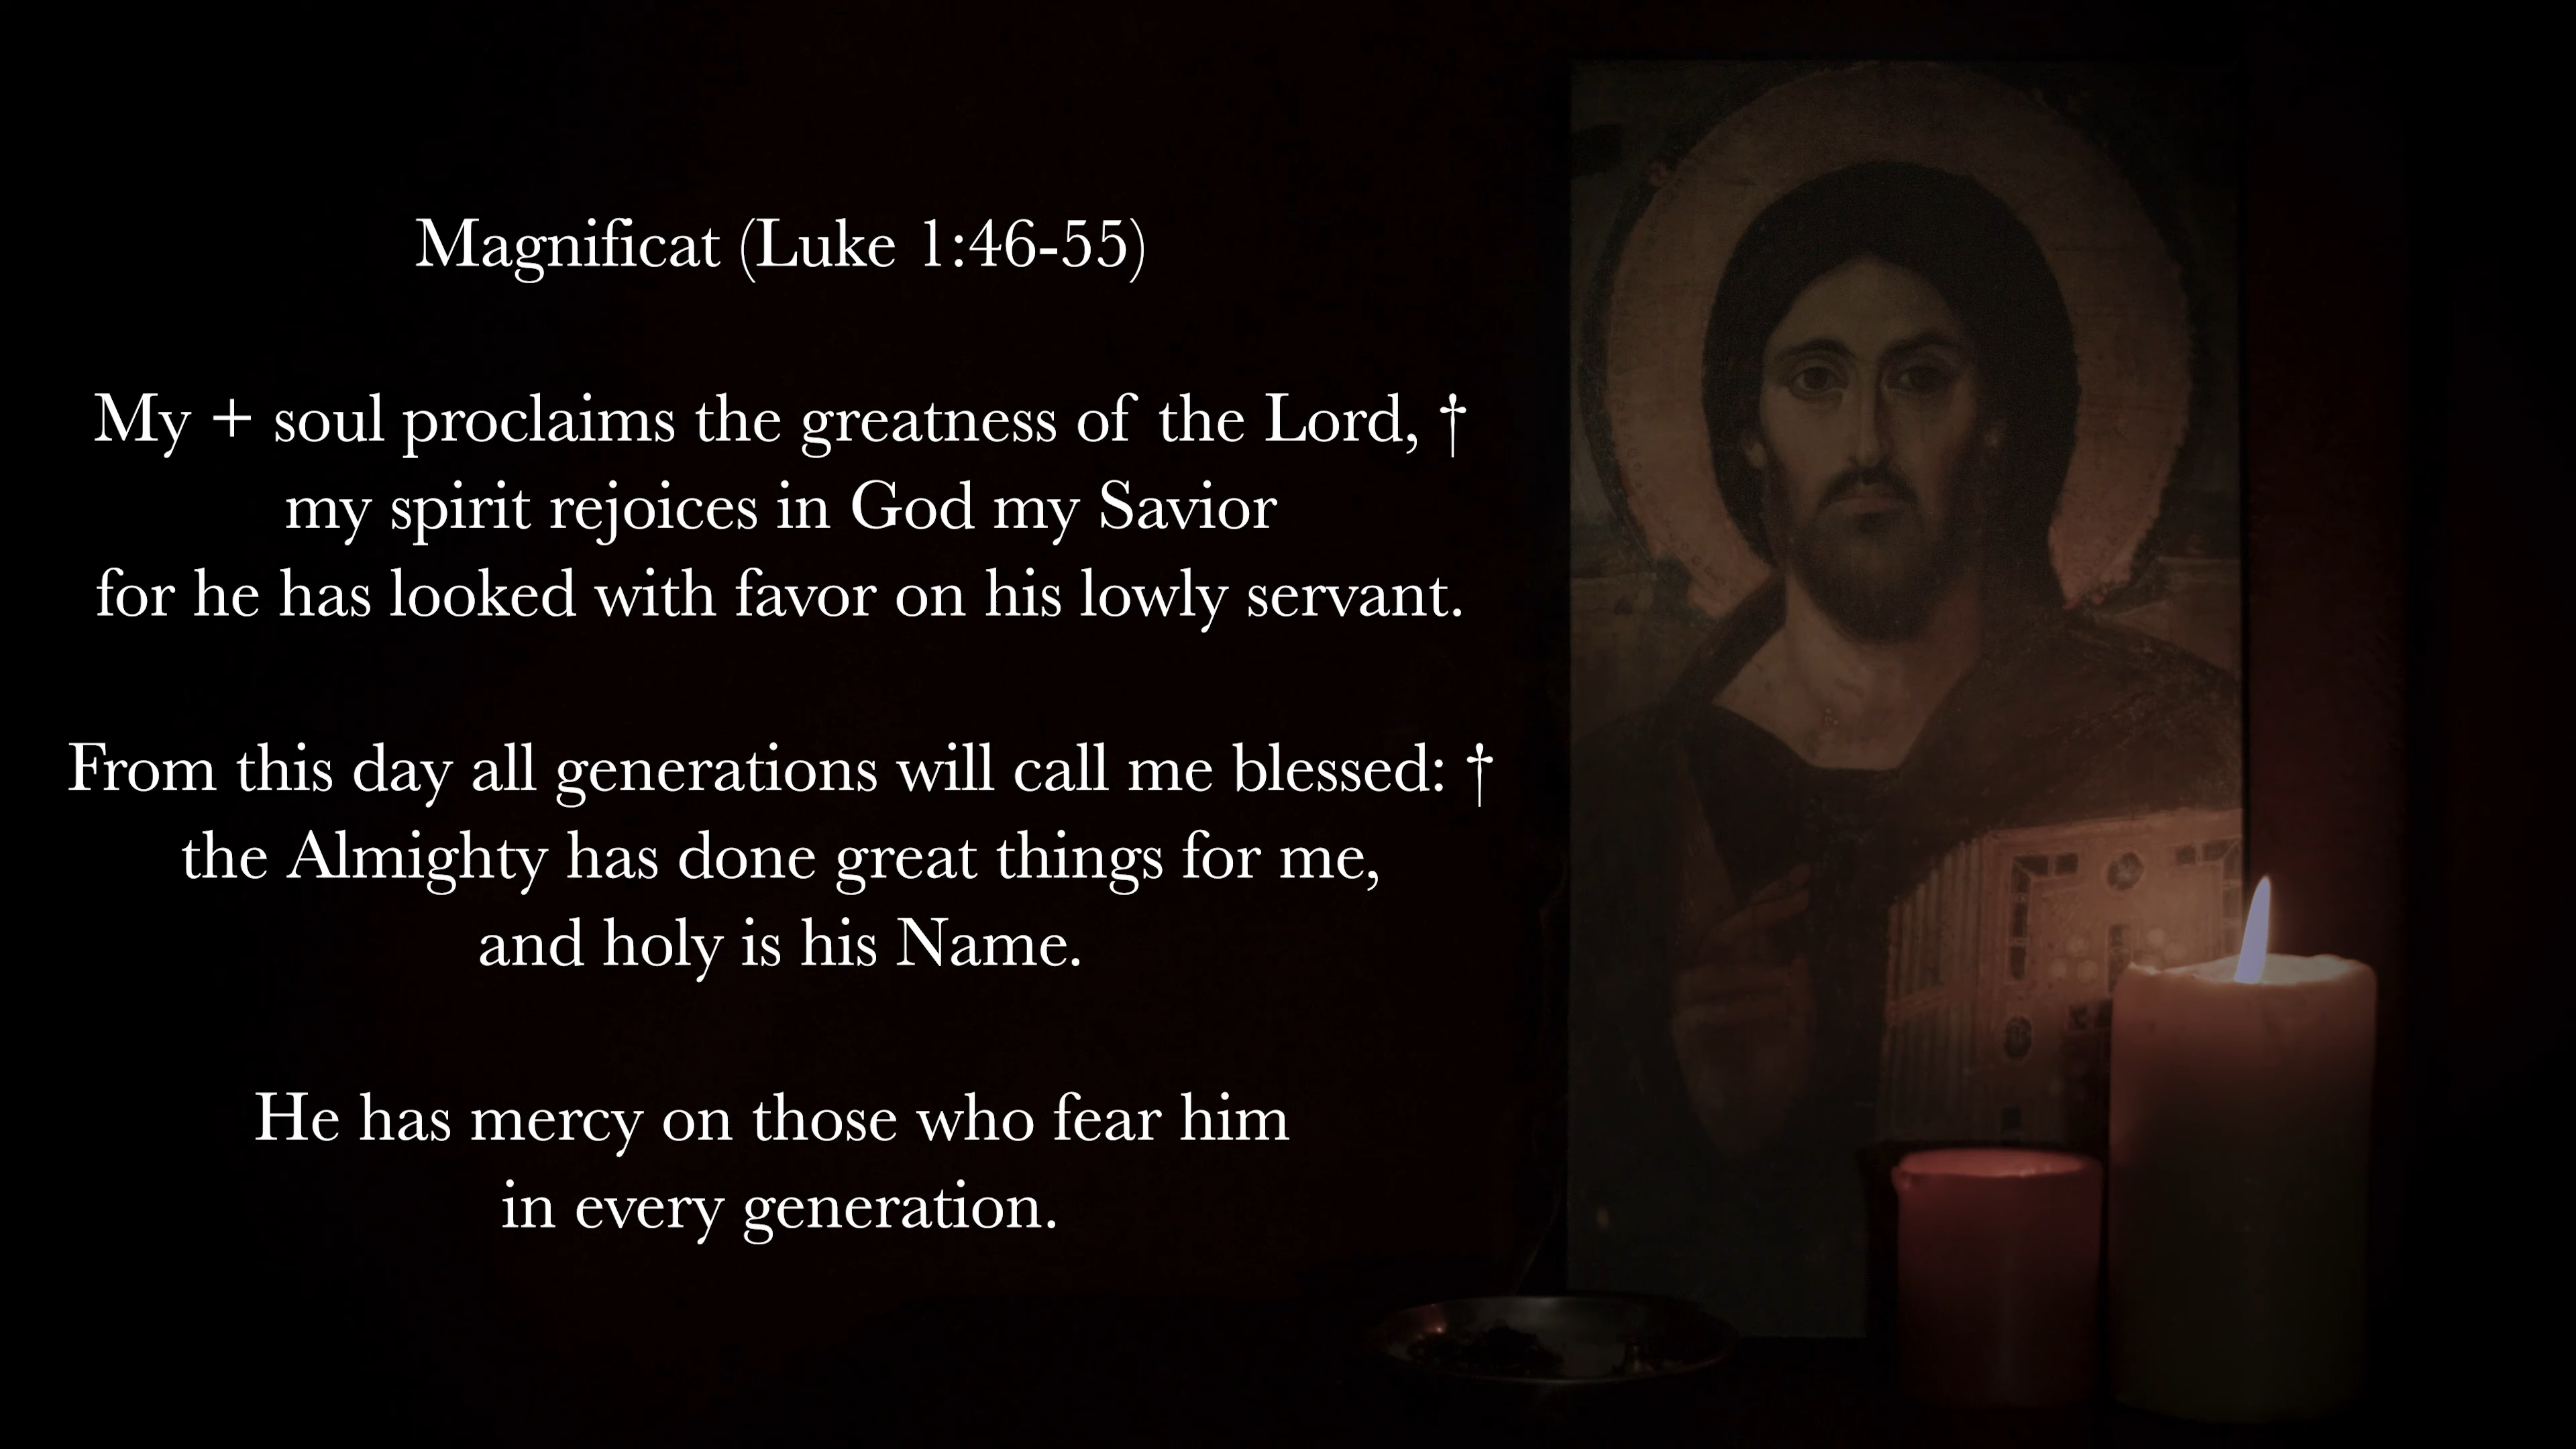 Magnificat (Luke 1:46-55)
My + soul proclaims the greatness of the Lord, †
my spirit rejoices in God my Savior
for he has looked with favor on his lowly servant.
From this day all generations will call me blessed: †
the Almighty has done great things for me,
and holy is his Name.
He has mercy on those who fear him
in every generation.